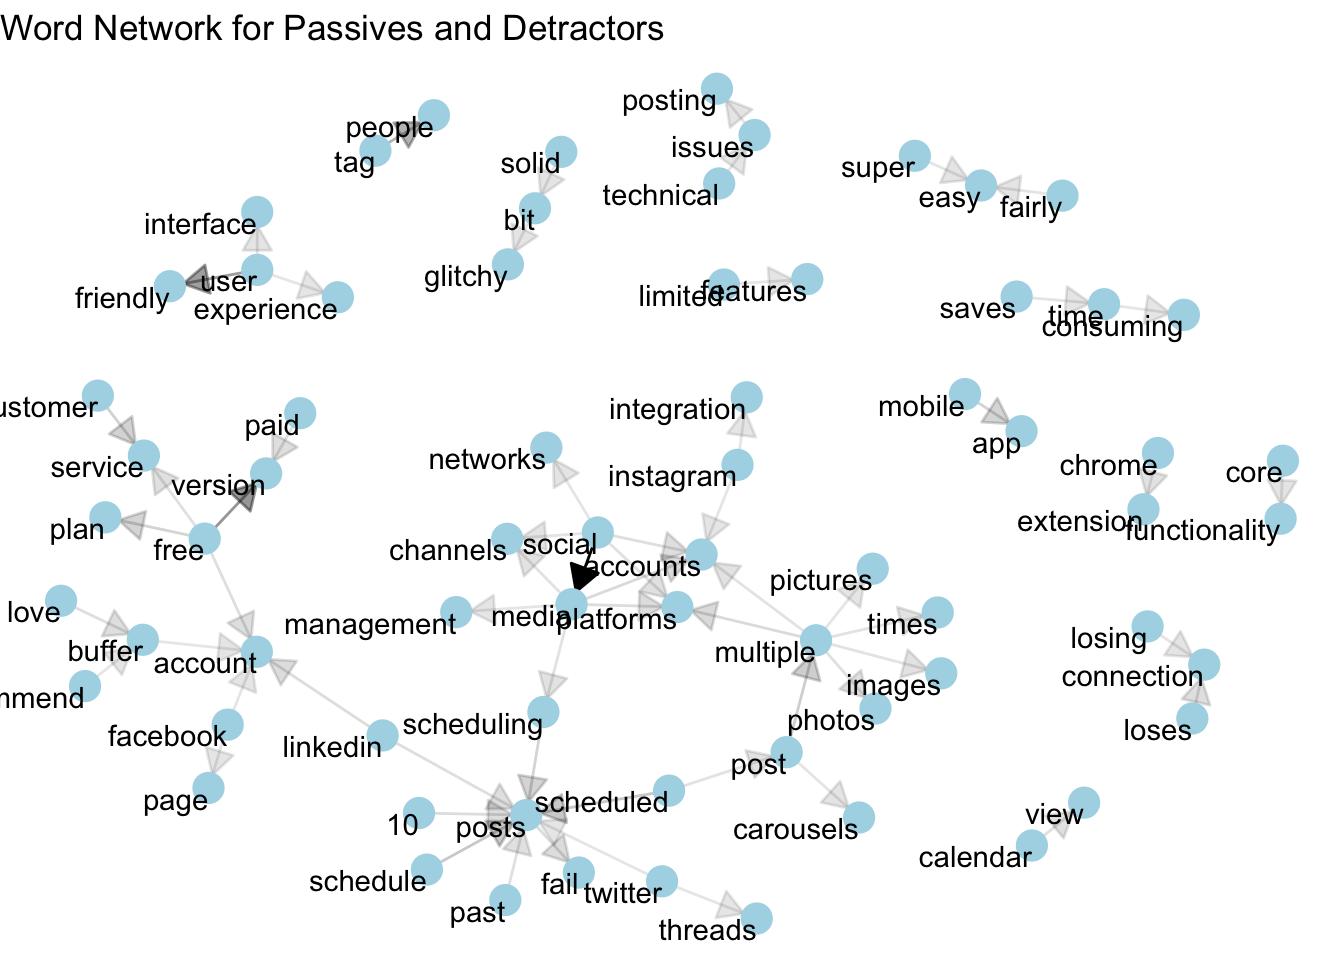 Word Network for Passives and Detractors
posting
people
issues
tag
solid
super
technical
easy
fairly
interface
bit
glitchy
user
friendly
experience
limited
features
saves
time
consuming
ustomer
paid
integration
mobile
app
service
networks
version
instagram
chrome
core
plan
free
channels
social
accounts
extension
functionality
pictures
love
management
media
platforms
times
buffer
account
multiple
losing
connection
mmend
images
facebook
linkedin
scheduling
photos
loses
page
post
scheduled
10
posts
carousels
view
calendar
schedule
fail
twitter
past
threads